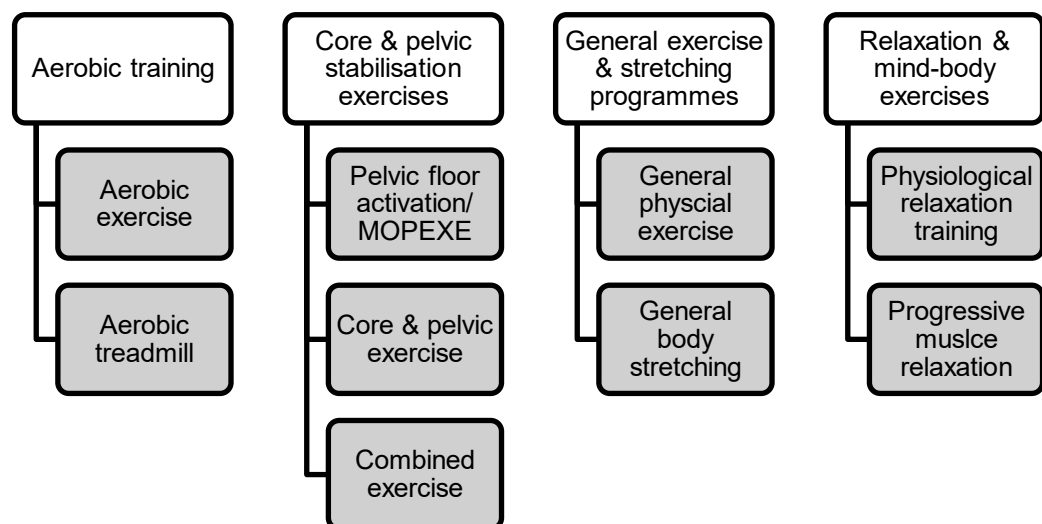 Aerobic training
Aerobic
exercise
Aerobic
treadmill
Core & pelvic
stabilisation
exercises
Pelvic floor
activation/
MOPEXE
Core & pelvic
exercise
Combined
exercise
General exercise
& stretching
programmes
General
physcial
exercise
General
body
stretching
Relaxation &
mind-body
exercises
Physiological
relaxation
training
Progressive
muslce
relaxation